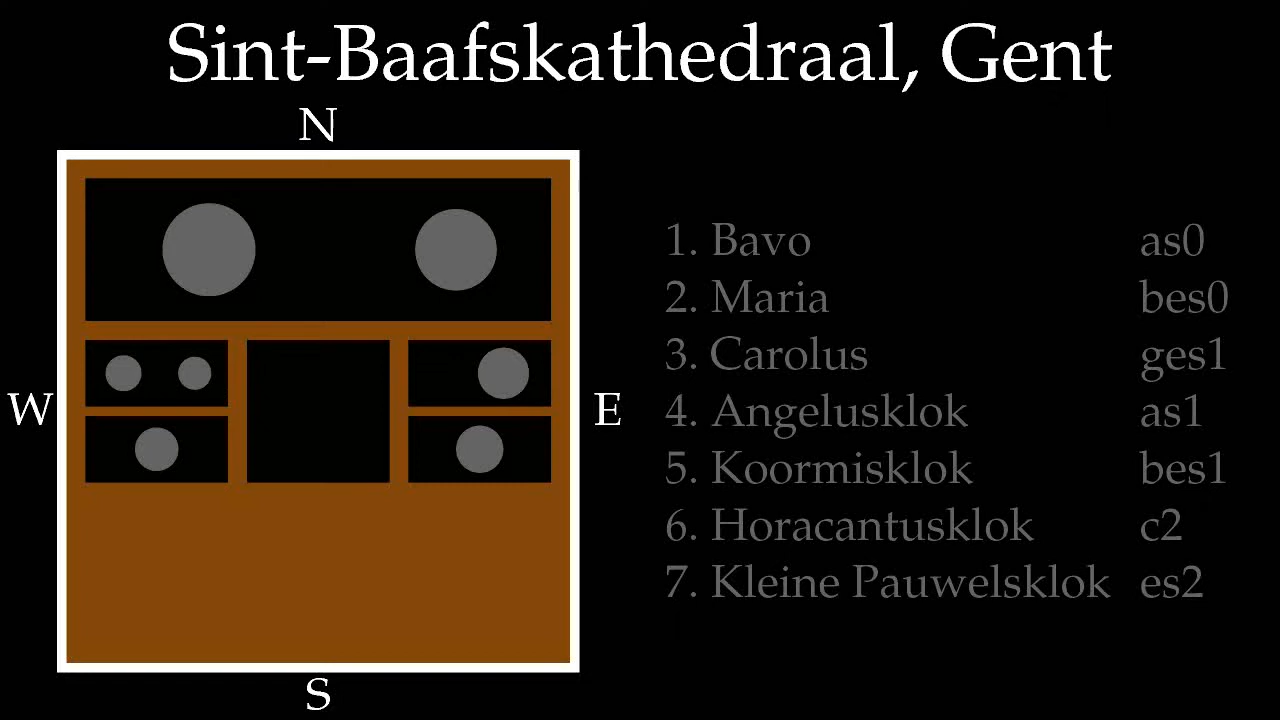 Sint-Baafskathedraal, Gent
N
W
E
S
1. Bavo as0
2. Maria bes0
3. Carolus ges1
4. Angelusklok as1
5. Koormisklok bes1
6. Horacantusklok c2
7. Kleine Pauwelsklok es2